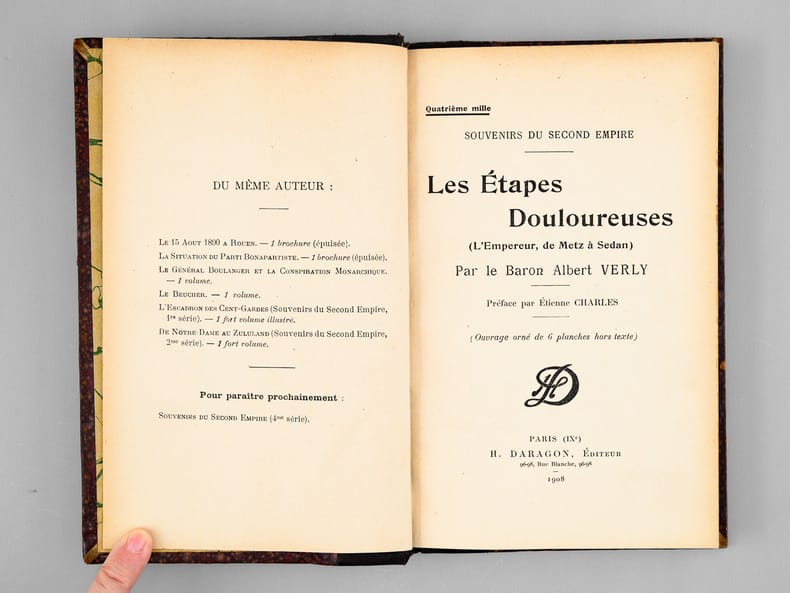 DU MÊME AUTEUR :
LE 15 AOUT 1890 A ROUEN. — 1 brochure (épuisée).
LA SITUATION DU PARTI BONAPARTISTE. — 1 brochure (épuisée).
LE GÉNÉRAL BOULANGER ET LA CONSPIRATION MONARCHIQUE.
— 1 volume.
LE BEUCHER. — 1 volume.
L'ESCADRON DES CENT-GARDES (Souvenirs du Second Empire,
1re série). — 1 fort volume illustré.
DE NOTRE-DAME AU ZULULAND (Souvenirs du Second Empire,
2me série). — 1 fort volume.
Pour paraître prochainement :
SOUVENIRS DU SECOND EMPIRE (4me série).
Quatrième mille
SOUVENIRS DU SECOND EMPIRE
Les Étapes
Douloureuses
(L'Empereur, de Metz à Sedan)
Par le Baron Albert VERLY
Préface par Étienne CHARLES
(Ouvrage orné de 6 planches hors texte)
HD
PARIS (IXe)
H. DARAGON, ÉDITEUR
96-98, Rue Blanche, 96-98
1908